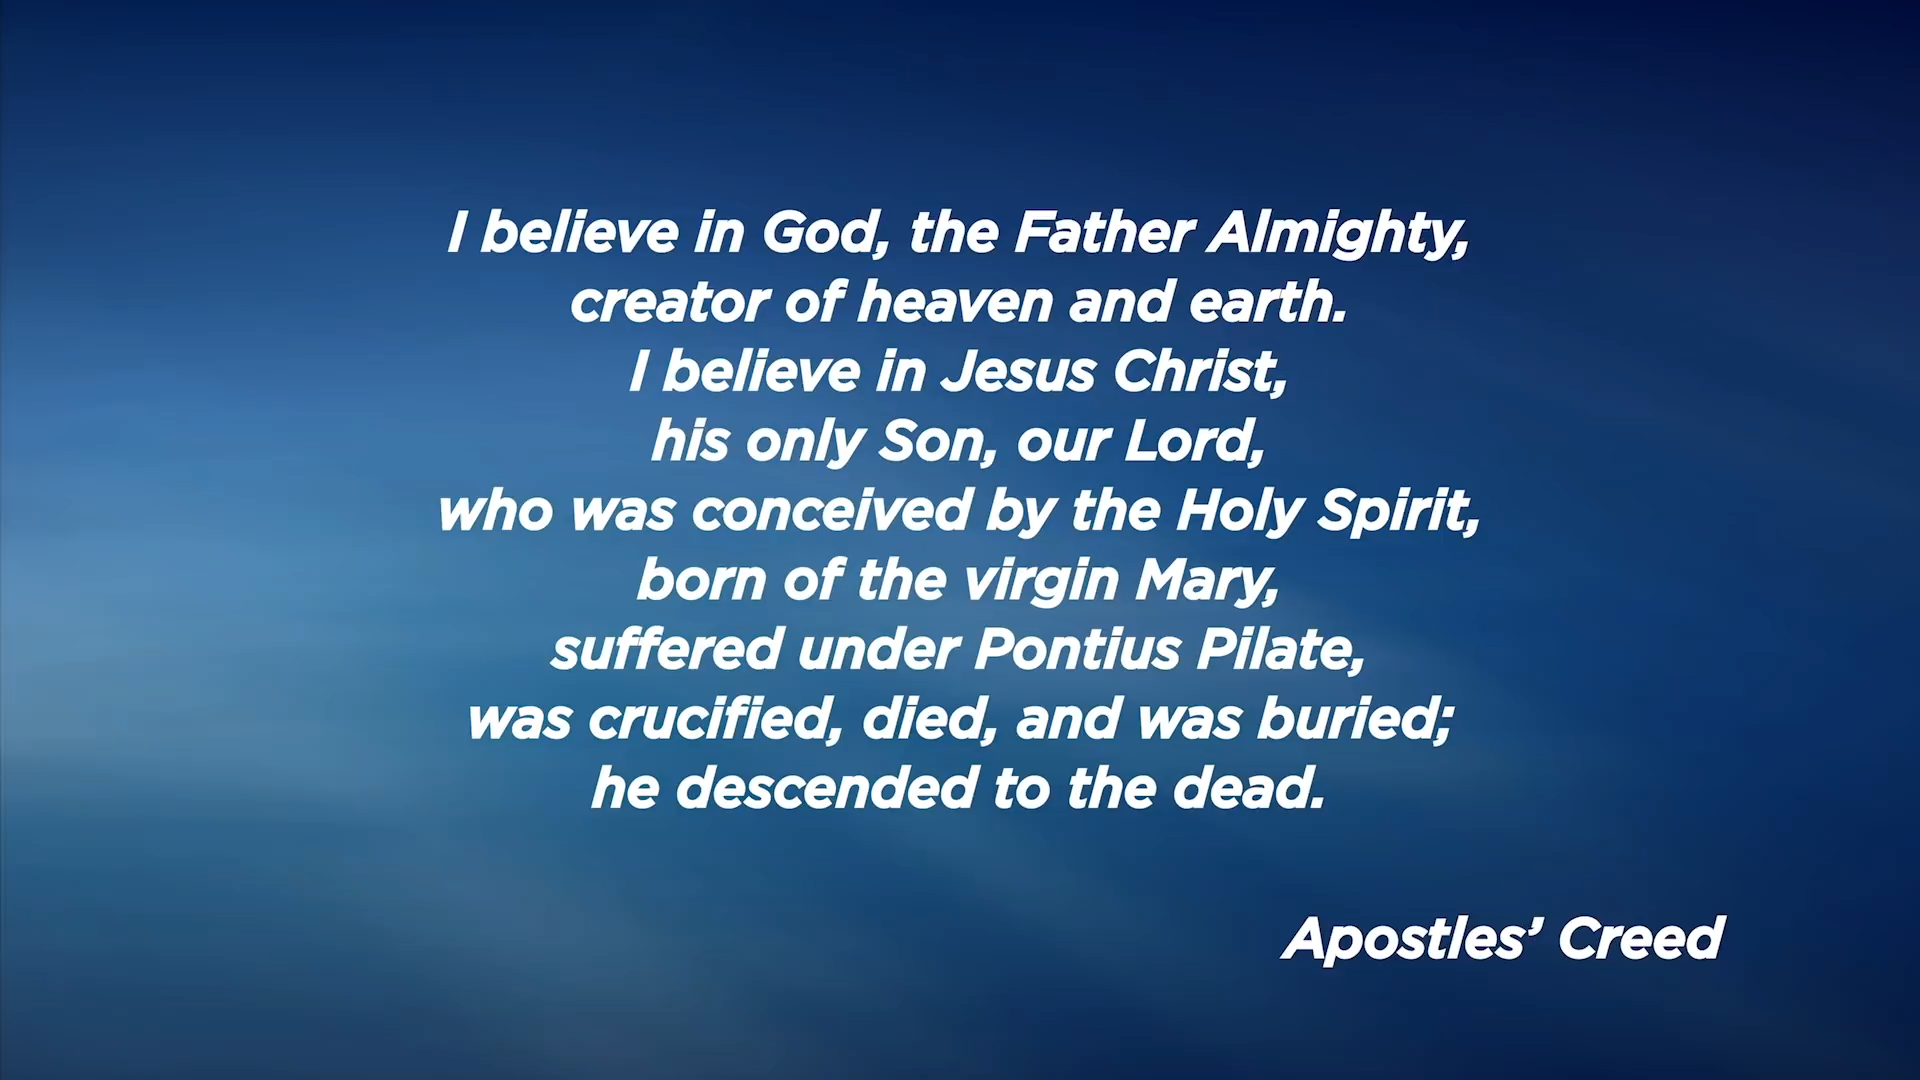 I believe in God, the Father Almighty,
creator of heaven and earth.
I believe in Jesus Christ,
his only Son, our Lord,
who was conceived by the Holy Spirit,
born of the virgin Mary,
suffered under Pontius Pilate,
was crucified, died, and was buried;
he descended to the dead.
Apostles’ Creed